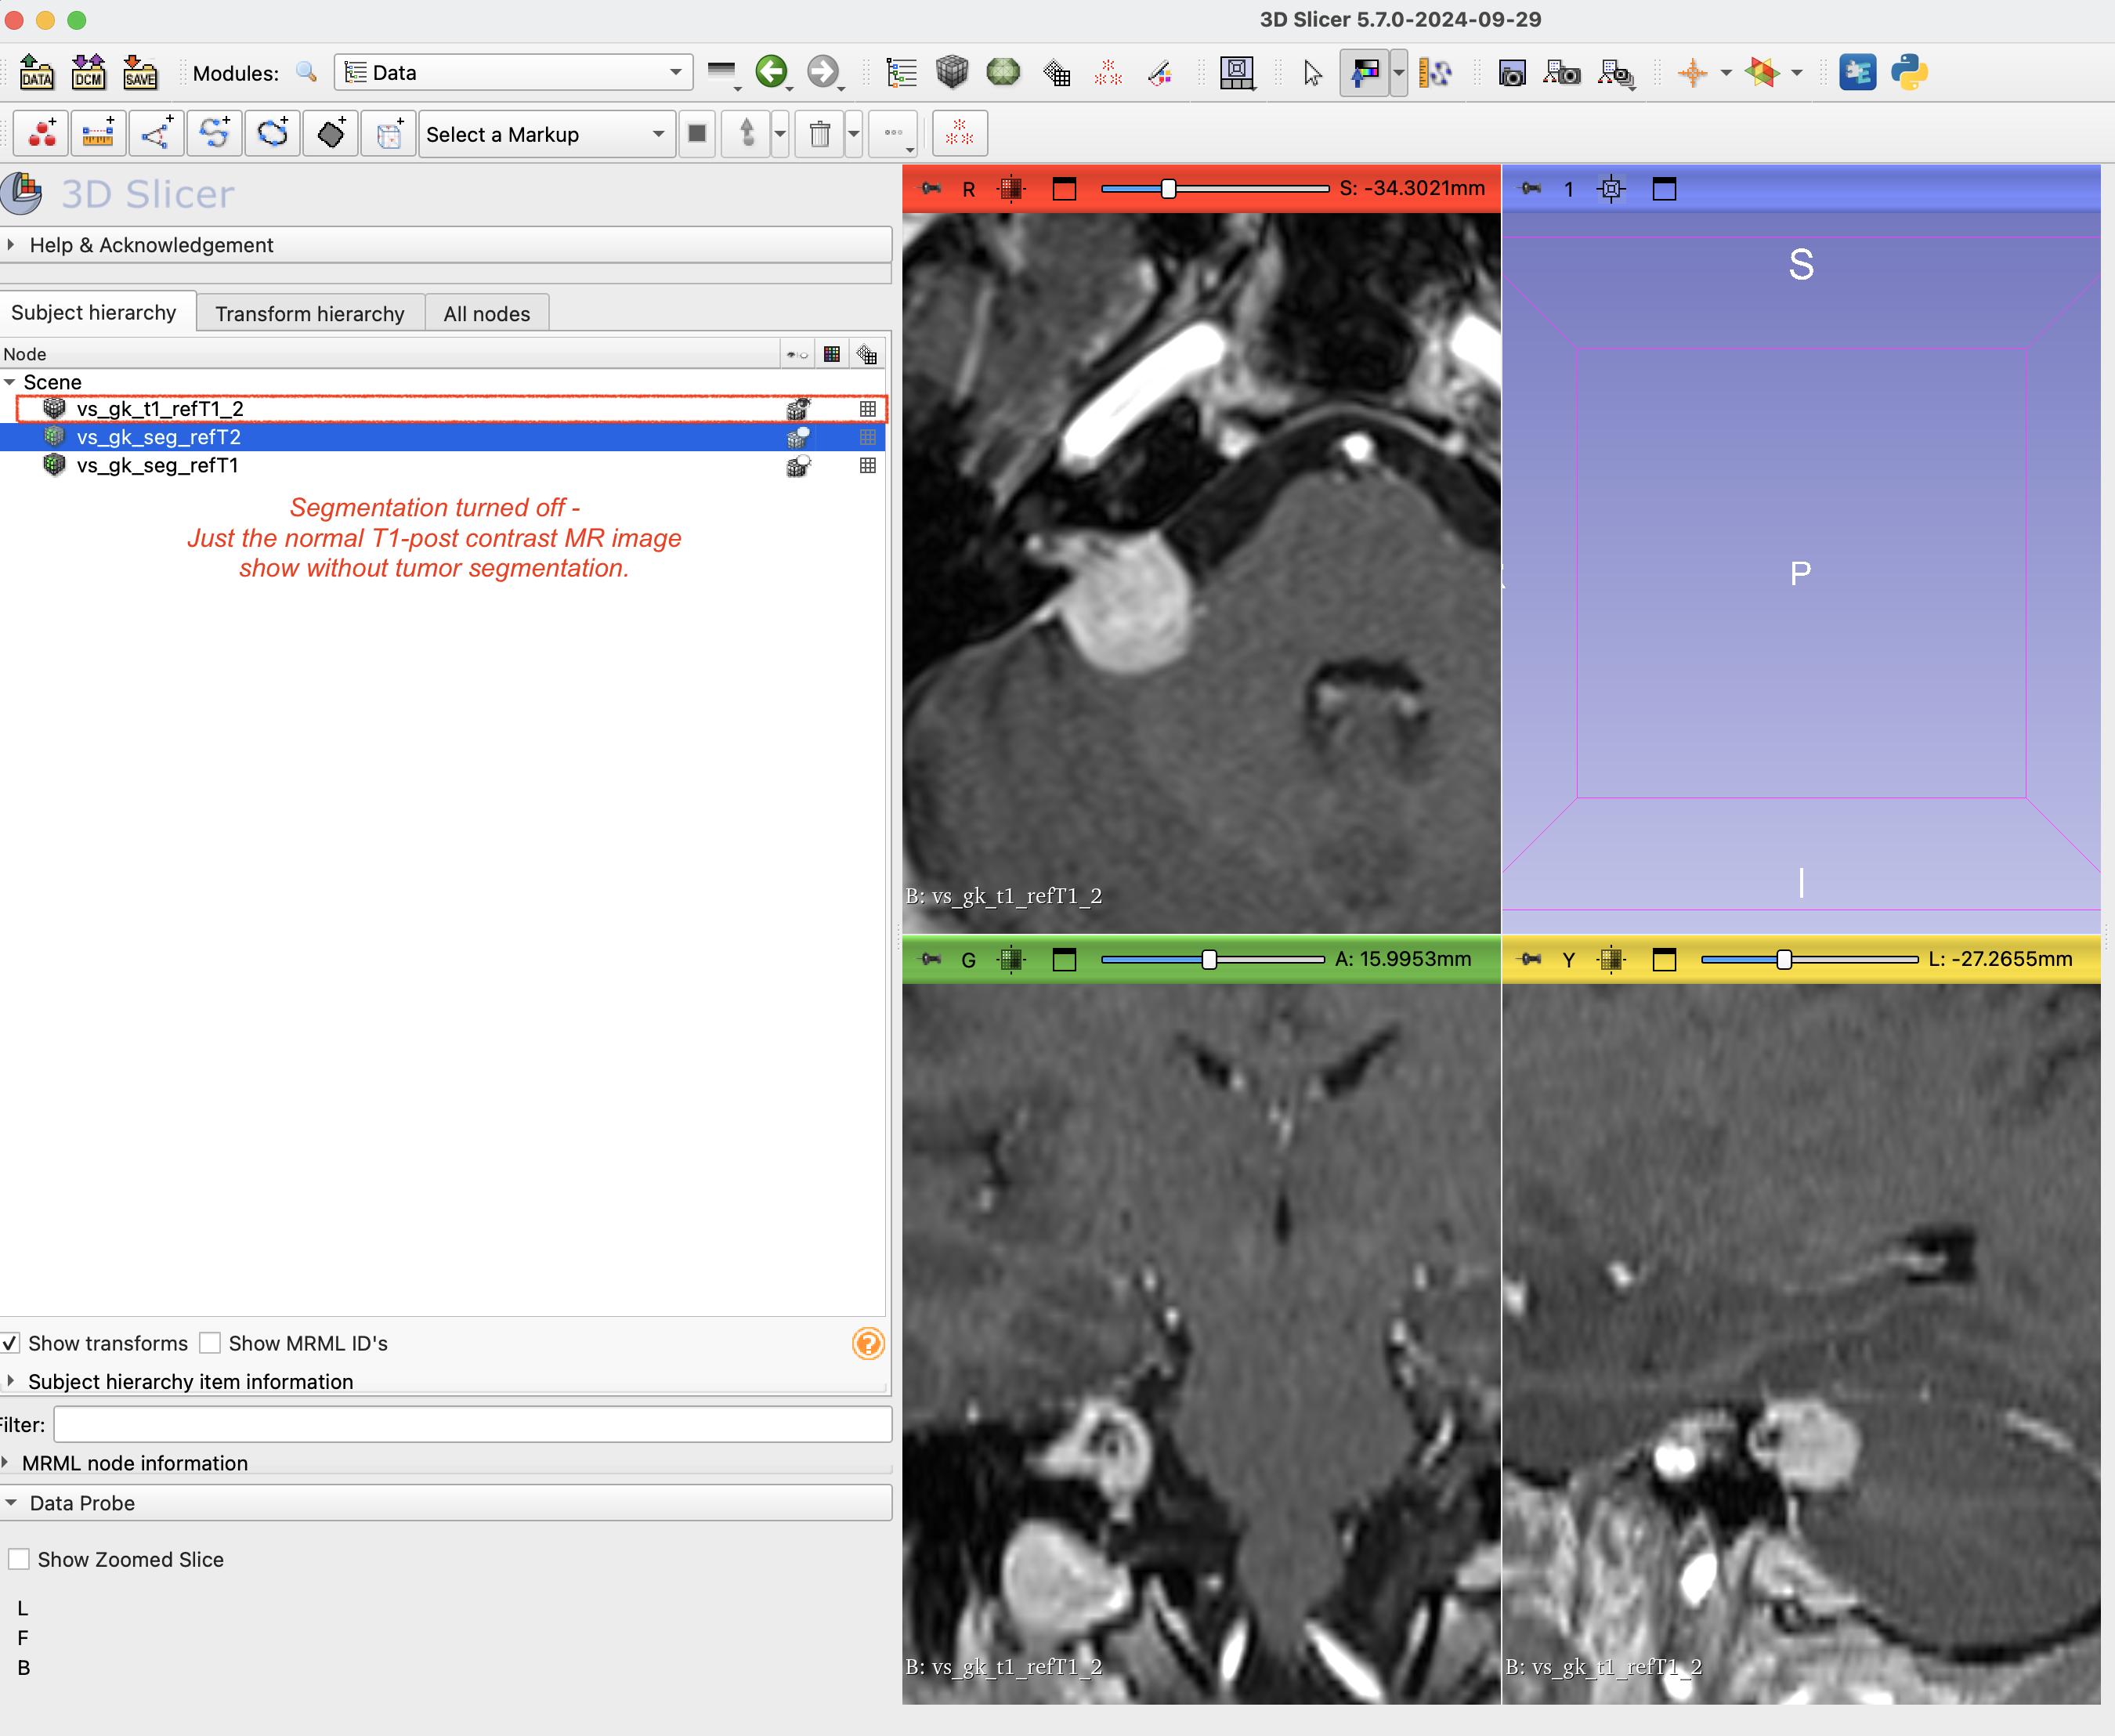 3D Slicer 5.7.0-2024-09-29
DATA
DCM
SAVE
Modules:
Data
Select a Markup
3D Slicer
Help & Acknowledgement
Subject hierarchy
Transform hierarchy
All nodes
Node
Scene
vs_gk_t1_refT1_2
vs_gk_seg_refT2
vs_gk_seg_refT1
Segmentation turned off -
Just the normal T1-post contrast MR image
show without tumor segmentation.
Show transforms
Show MRML ID's
?
Subject hierarchy item information
Filter:
MRML node information
Data Probe
Show Zoomed Slice
L
F
B
R
S: -34.3021mm
B: vs_gk_t1_refT1_2
1
S
P
I
G
A: 15.9953mm
B: vs_gk_t1_refT1_2
Y
L: -27.2655mm
B: vs_gk_t1_refT1_2